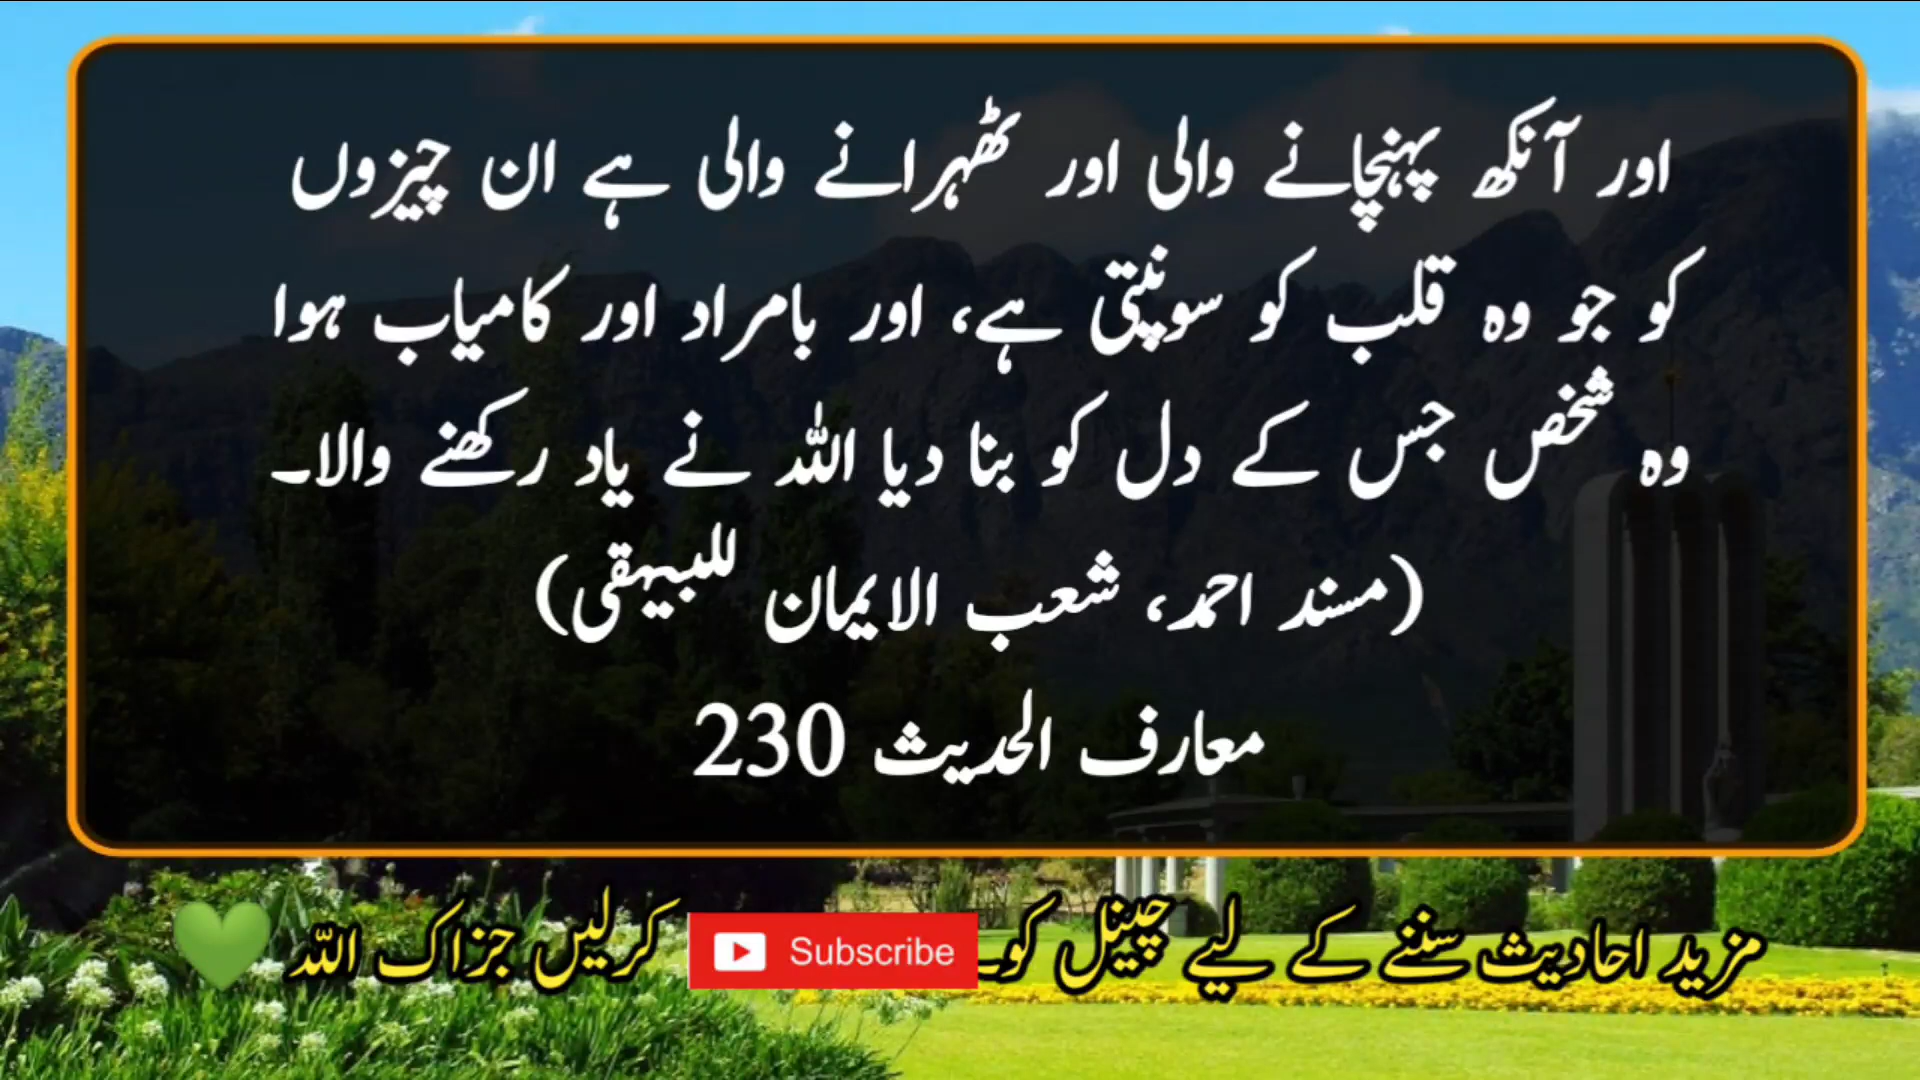 اور آنکھ پہنچانے والی اور ٹھہرانے والی ہے ان چیزوں
کو جو وہ قلب کو سونپتی ہے، اور بامراد اور کامیاب ہوا
وہ شخص جس کے دل کو بنا دیا اللہ نے یاد رکھنے والا۔
(مسند احمد، شعب الایمان للبیہقی)
معارف الحدیث 230
مزید احادیث سننے کے لیے چینل کو۔ Subscribe کرلیں جزاک اللہ